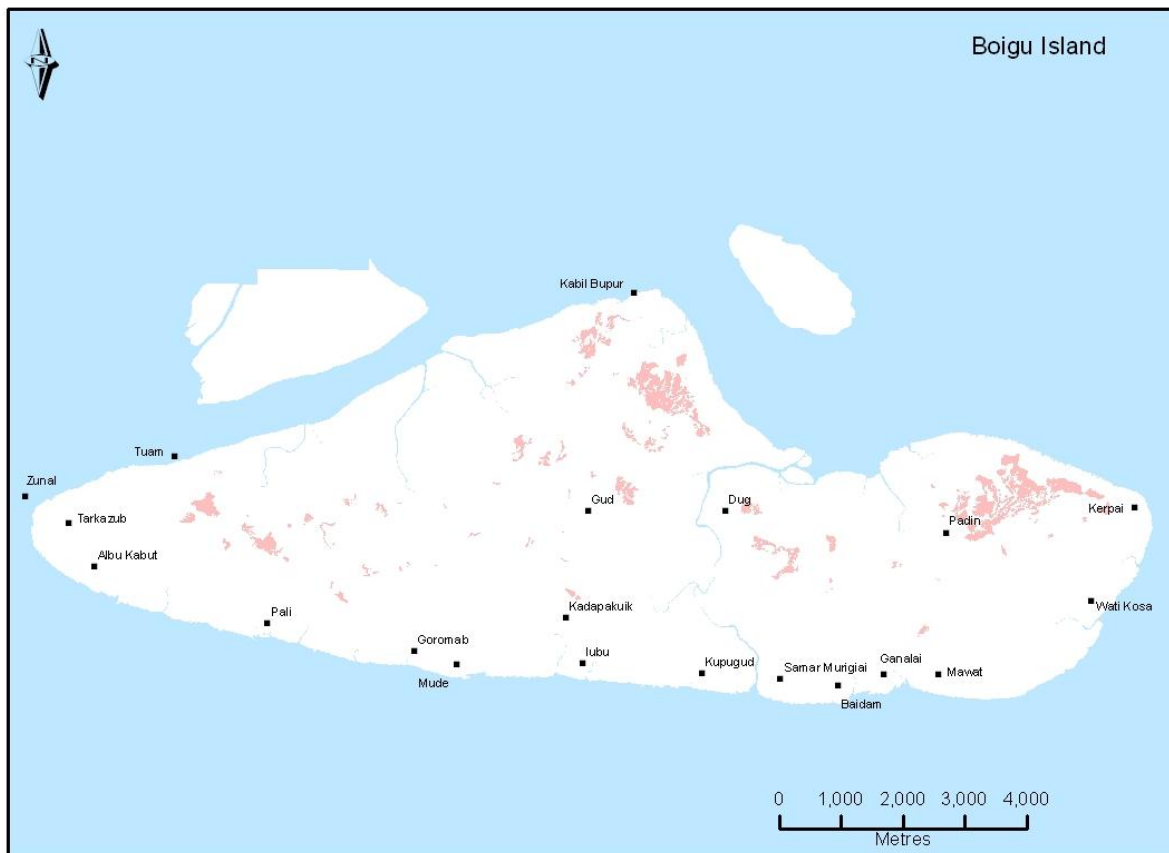 Boigu Island
N
Kabil Bupur
Tuam
Zunal
Tarkazub
Gud
Dug
Kerpai
Padin
Albu Kabut
Pali
Kadapakuik
Wati Kosa
Goromab
Iubu
Mude
Kupugud
Samar Murigiai
Ganalai
Mawat
Baidam
0 1,000 2,000 3,000 4,000
Metres